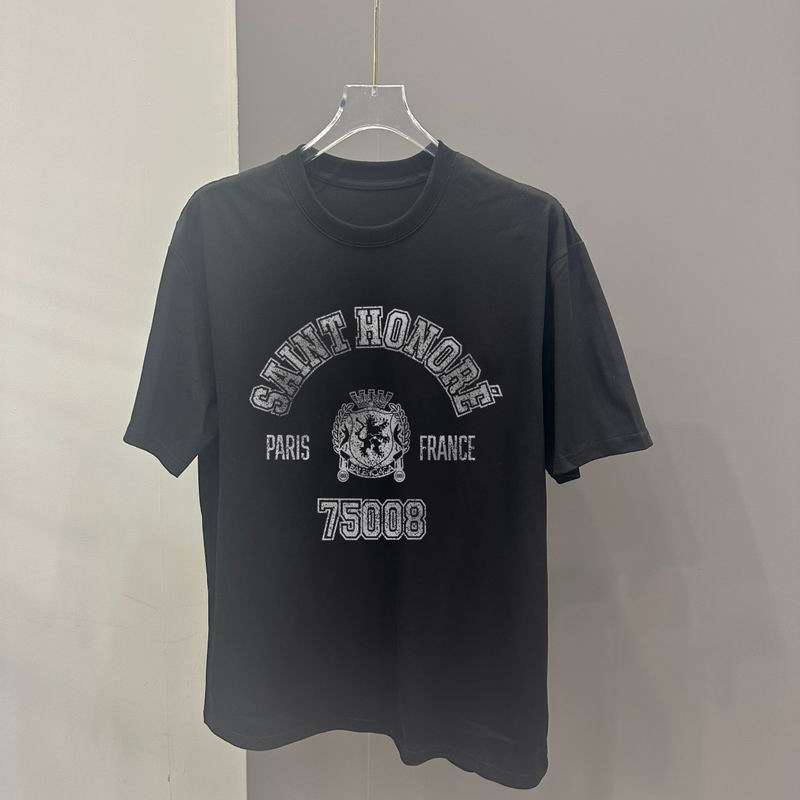 SAINT HONORÉ
PARIS
FRANCE
75008